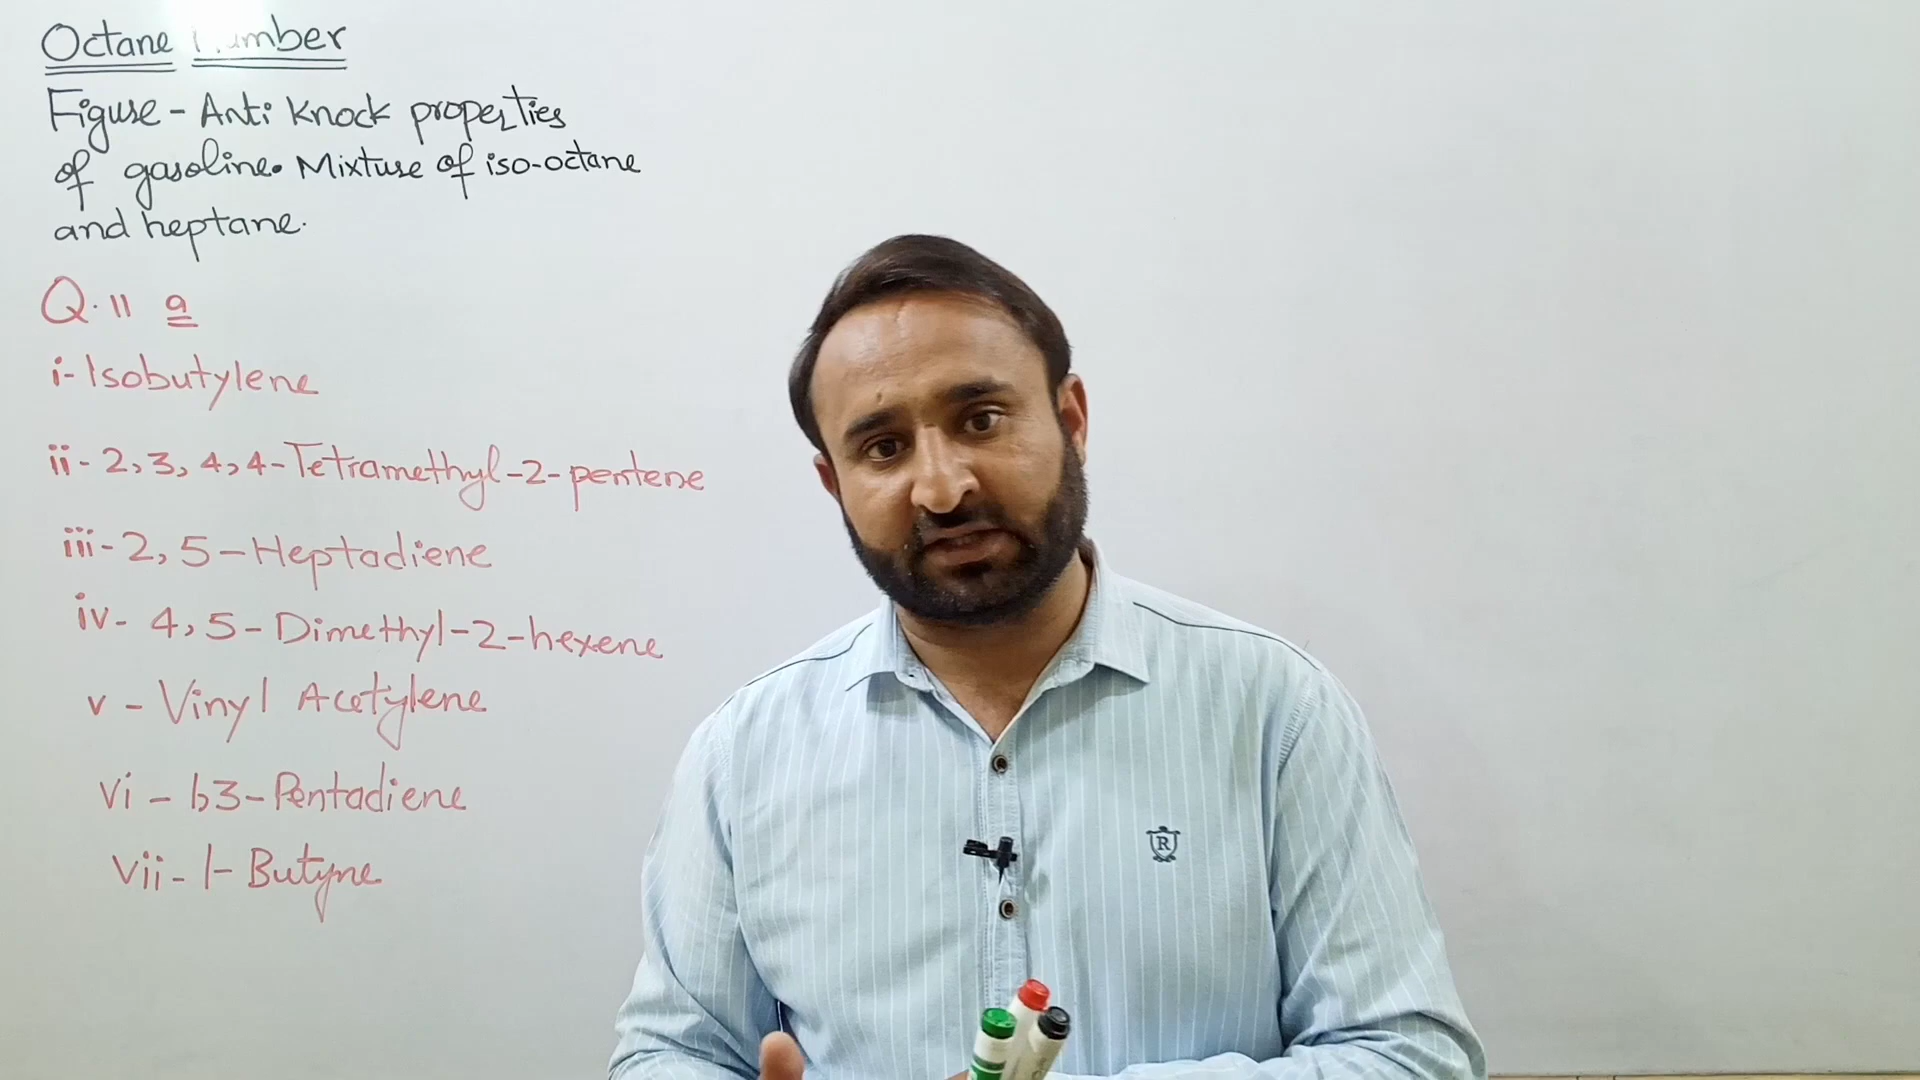 Octane Number
Figure - Anti Knock properties
of gasoline. Mixture of iso-octane
and heptane.
Q.11 a
i- Isobutylene
ii- 2,3,4,4-Tetramethyl-2-pentene
iii- 2,5-Heptadiene
iv- 4,5-Dimethyl-2-hexene
v - Vinyl Acetylene
vi - 1,3-Pentadiene
vii- 1-Butyne
R